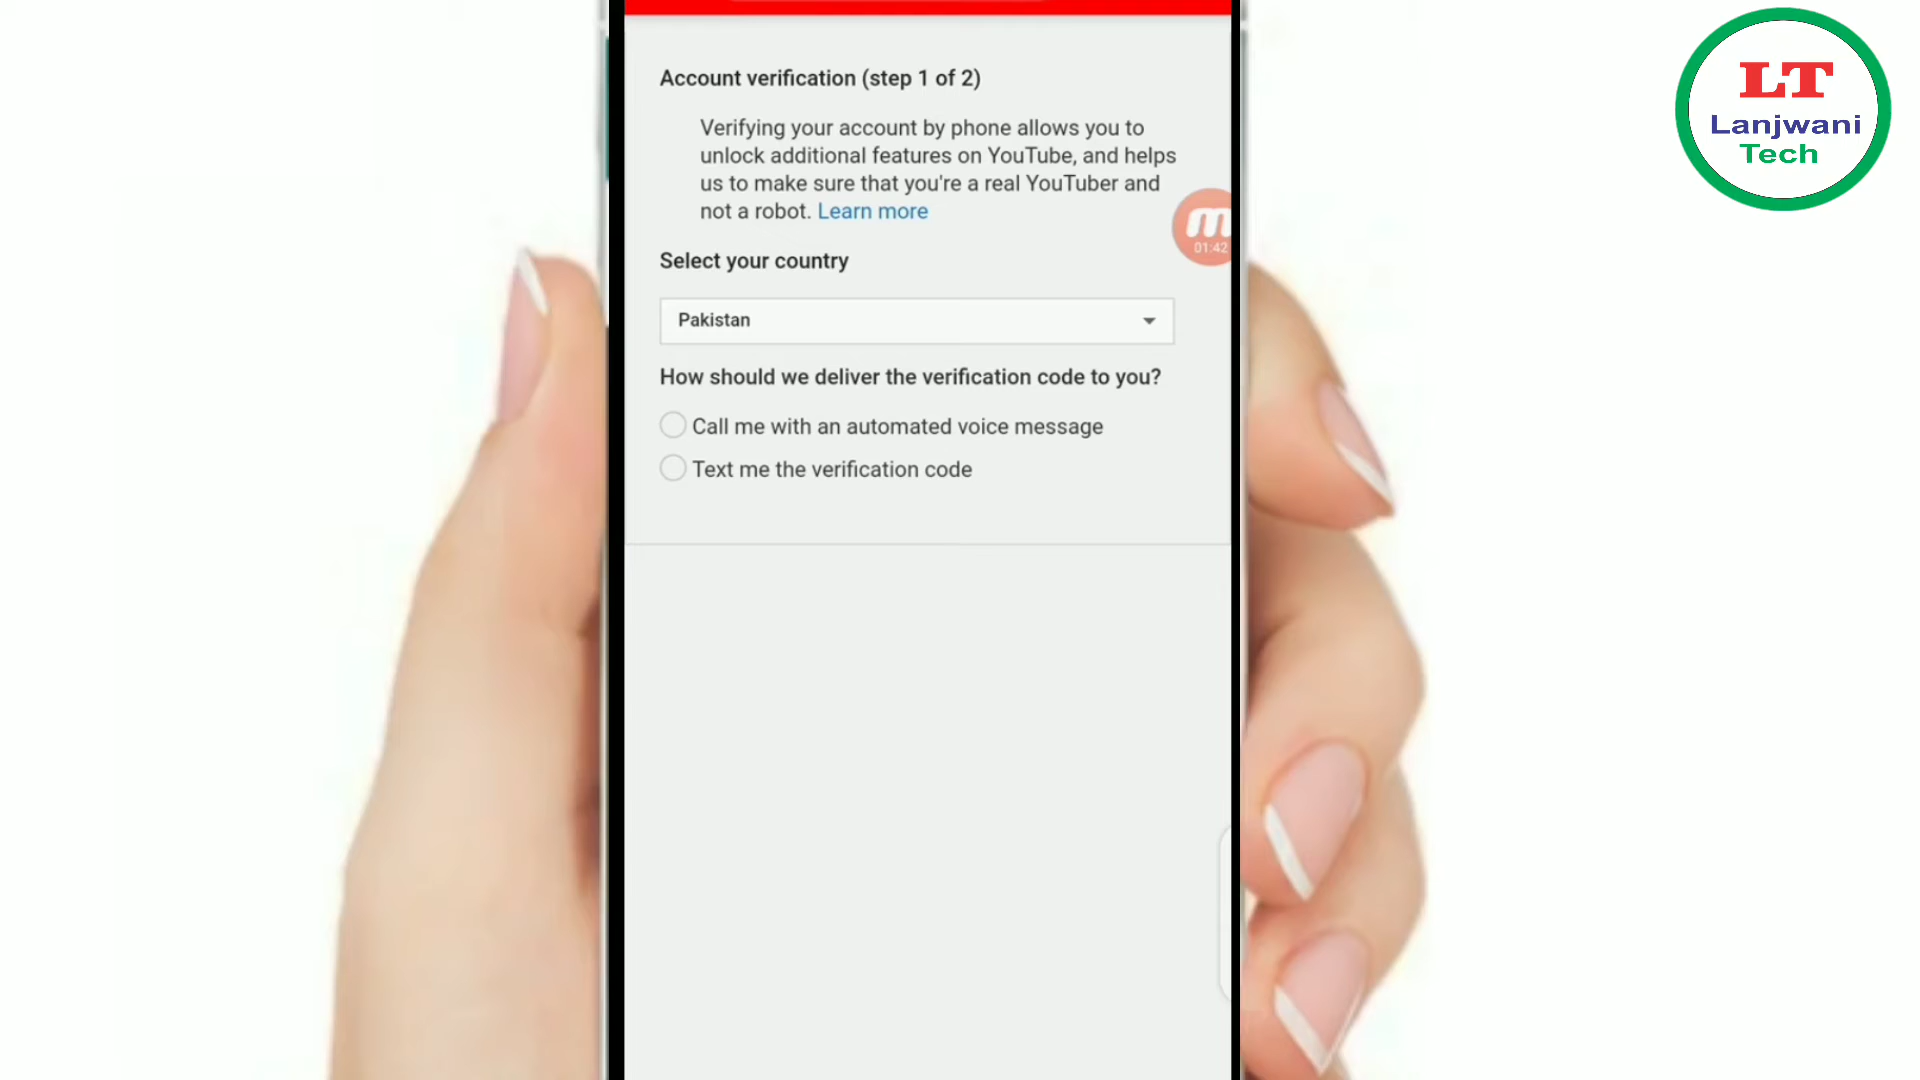 Account verification (step 1 of 2)
Verifying your account by phone allows you to
unlock additional features on YouTube, and helps
us to make sure that you're a real YouTuber and
not a robot. Learn more
Select your country
Pakistan
How should we deliver the verification code to you?
Call me with an automated voice message
Text me the verification code
m
01:42
LT
Lanjwani
Tech